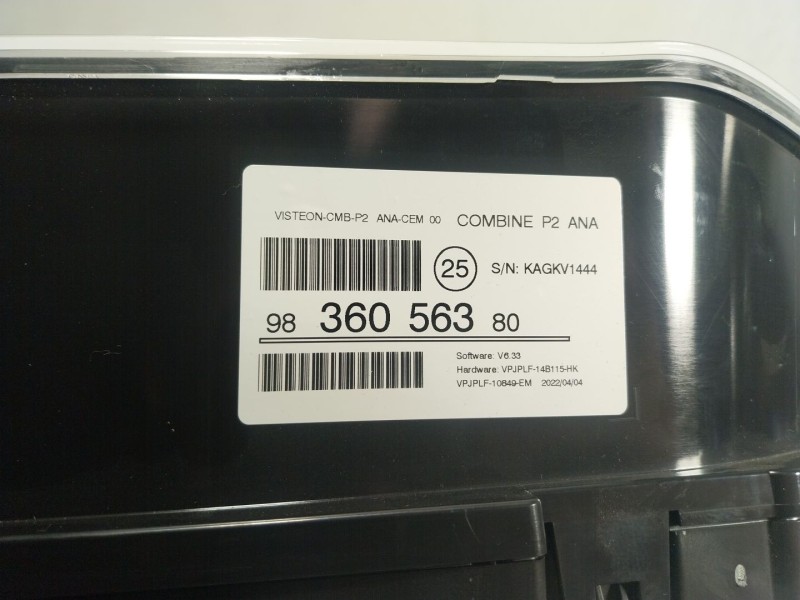 VISTEON-CMB-P2 ANA-CEM 00 COMBINE P2 ANA
25 S/N: KAGKV1444
98 360 563 80
Software: V6.33
Hardware: VPJPLF-14B115-HK
VPJPLF-10849-EM 2022/04/04